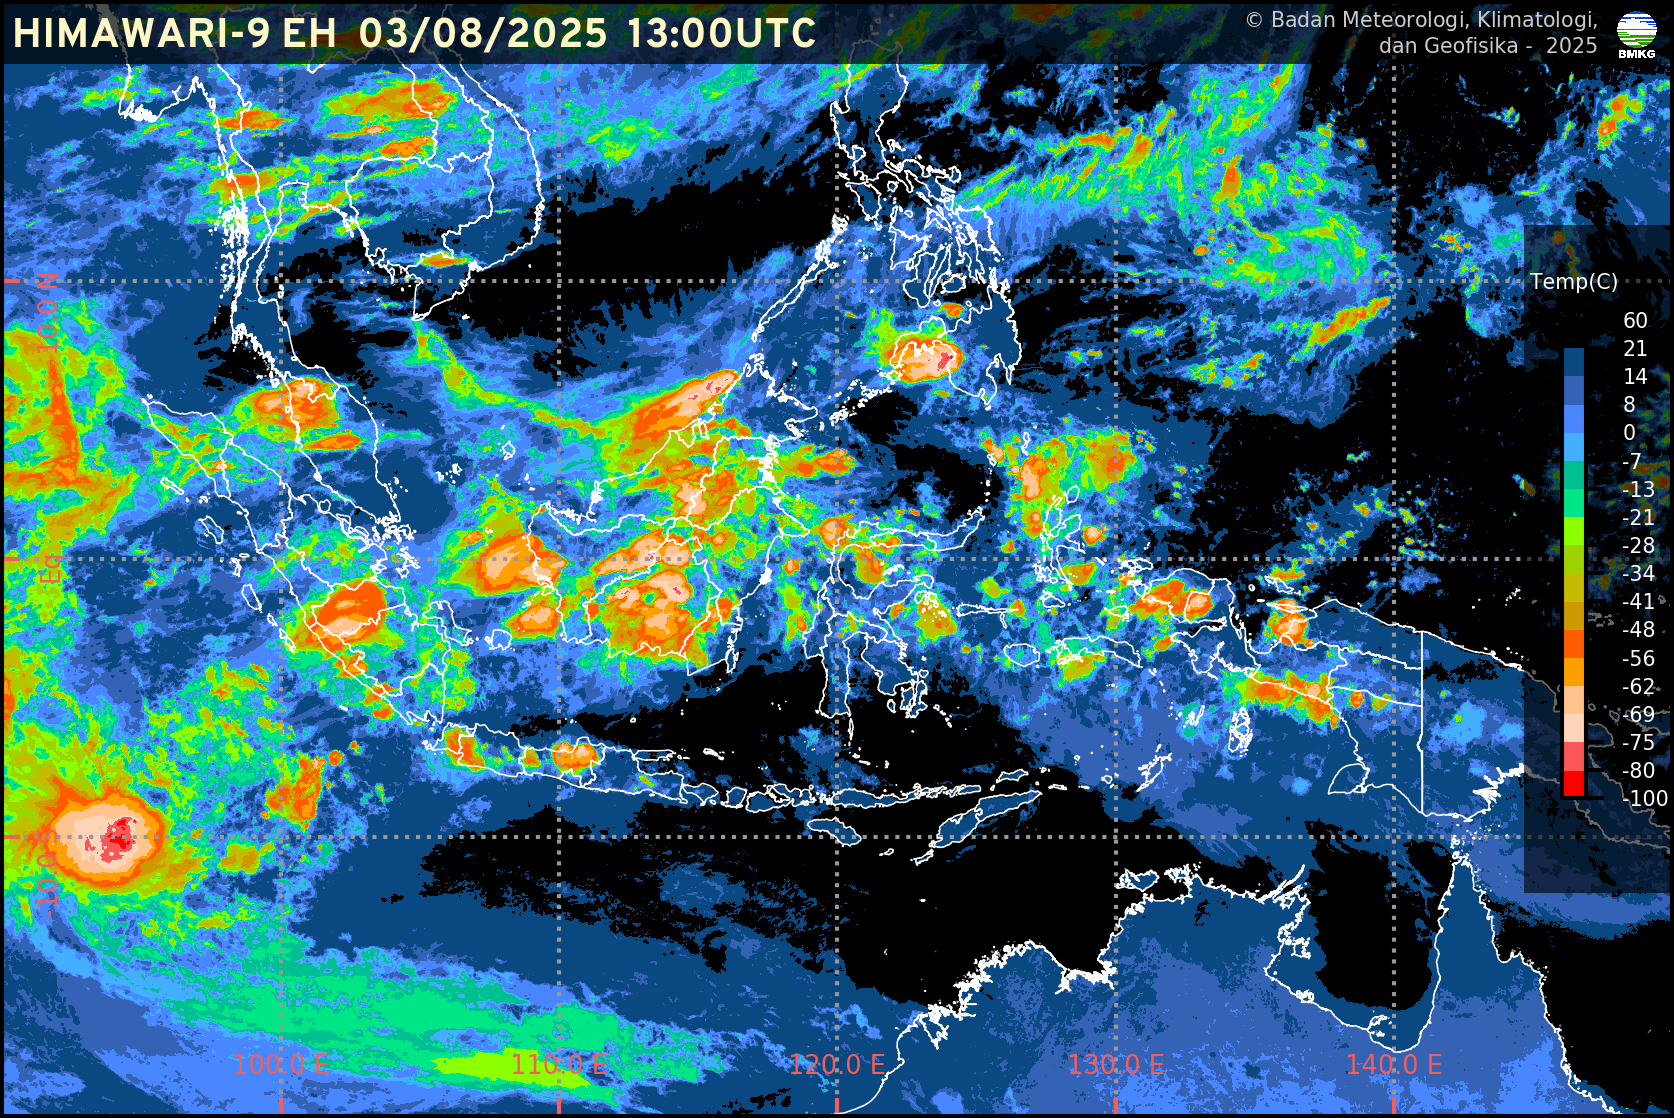 HIMAWARI-9 EH 03/08/2025 13:00UTC
© Badan Meteorologi, Klimatologi,
dan Geofisika - 2025
BMKG
10.0 N
Eq
-10.0 S
Temp(C)
60
21
14
8
0
-7
-13
-21
-28
-34
-41
-48
-56
-62
-69
-75
-80
-100
100.0 E
110.0 E
120.0 E
130.0 E
140.0 E